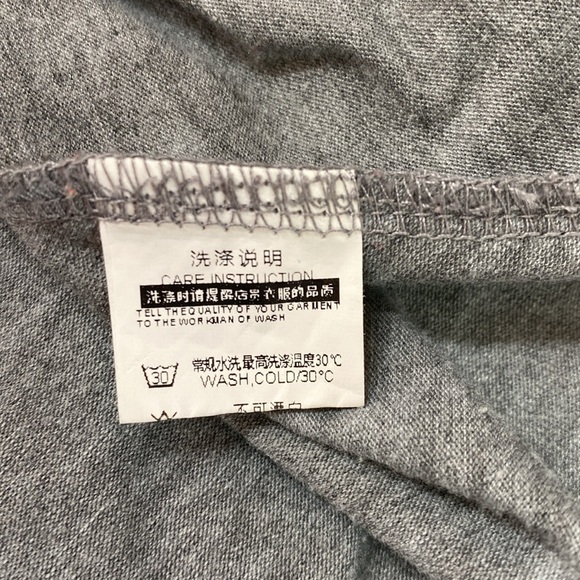 洗涤说明
CARE INSTRUCTION
洗涤时请提醒店员衣服的品质
TELL THE QUALITY OF YOUR GARMENT
TO THE WORKMAN OF WASH
30 常规水洗最高洗涤温度30℃
WASH,COLD/30℃
不可漂白